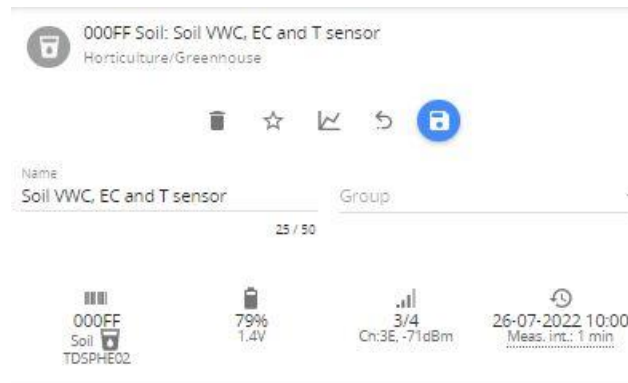 000FF Soil: Soil VWC, EC and T sensor
Horticulture/Greenhouse
Name
Soil VWC, EC and T sensor
Group
25 / 50
000FF
Soil
TDSPHE02
79%
1.4V
3/4
Ch:3E, -71dBm
26-07-2022 10:00
Meas. int.: 1 min